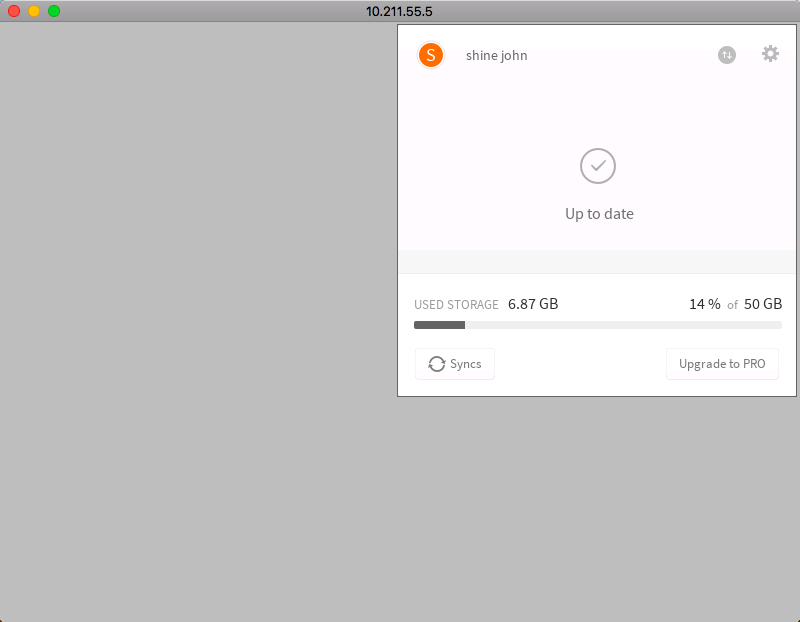 10.211.55.5
S shine john
Up to date
USED STORAGE 6.87 GB 14 % of 50 GB
Syncs Upgrade to PRO